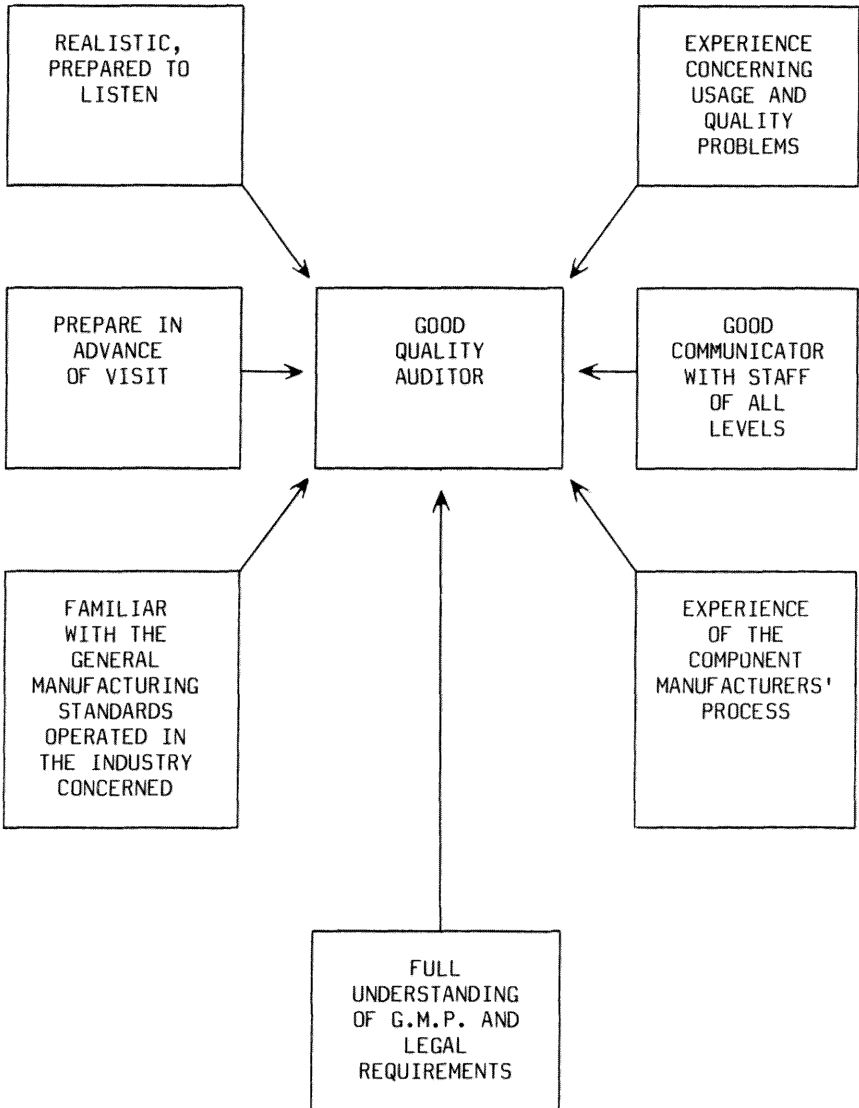 REALISTIC,
PREPARED TO
LISTEN
EXPERIENCE
CONCERNING
USAGE AND
QUALITY
PROBLEMS
PREPARE IN
ADVANCE
OF VISIT
GOOD
QUALITY
AUDITOR
GOOD
COMMUNICATOR
WITH STAFF
OF ALL
LEVELS
FAMILIAR
WITH THE
GENERAL
MANUFACTURING
STANDARDS
OPERATED IN
THE INDUSTRY
CONCERNED
EXPERIENCE
OF THE
COMPONENT
MANUFACTURERS'
PROCESS
FULL
UNDERSTANDING
OF G.M.P. AND
LEGAL
REQUIREMENTS